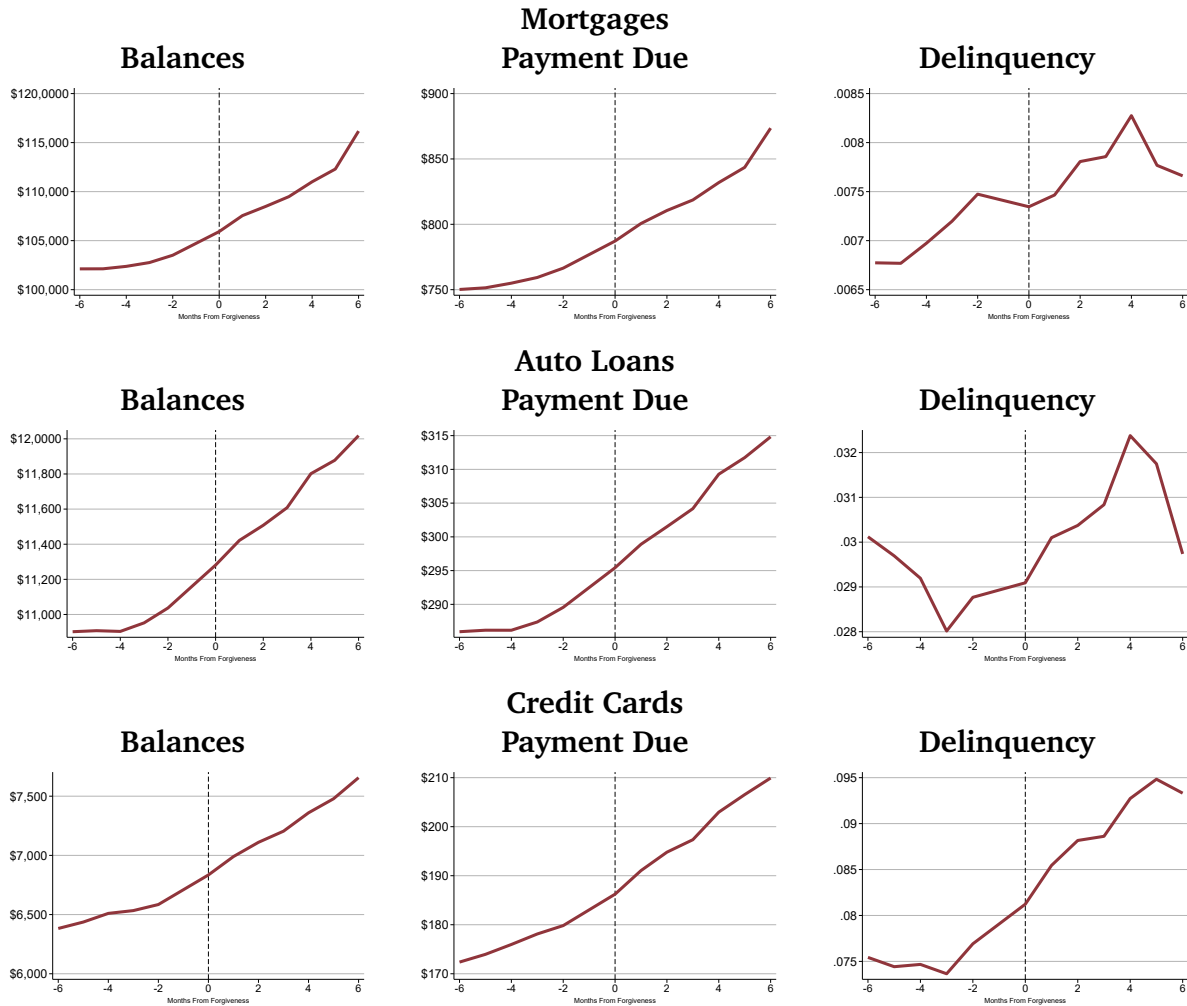 Mortgages
Balances Payment Due Delinquency
$120,0000 $900 .0085
$115,000 $850 .008
$110,000 $800 .0075
$105,000 $750 .007
$100,000 .0065
-6 -4 -2 0 2 4 6 -6 -4 -2 0 2 4 6 -6 -4 -2 0 2 4 6
Months From Forgiveness Months From Forgiveness Months From Forgiveness
Auto Loans
Balances Payment Due Delinquency
$12,0000 $315 .032
$11,800 $310 .031
$11,600 $305 .03
$11,400 $300 .029
$11,200 $295 .028
$11,000 $290
-6 -4 -2 0 2 4 6 -6 -4 -2 0 2 4 6 -6 -4 -2 0 2 4 6
Months From Forgiveness Months From Forgiveness Months From Forgiveness
Credit Cards
Balances Payment Due Delinquency
$7,500 $210 .095
$7,000 $200 .09
$6,500 $190 .085
$6,000 $180 .08
$170 .075
-6 -4 -2 0 2 4 6 -6 -4 -2 0 2 4 6 -6 -4 -2 0 2 4 6
Months From Forgiveness Months From Forgiveness Months From Forgiveness